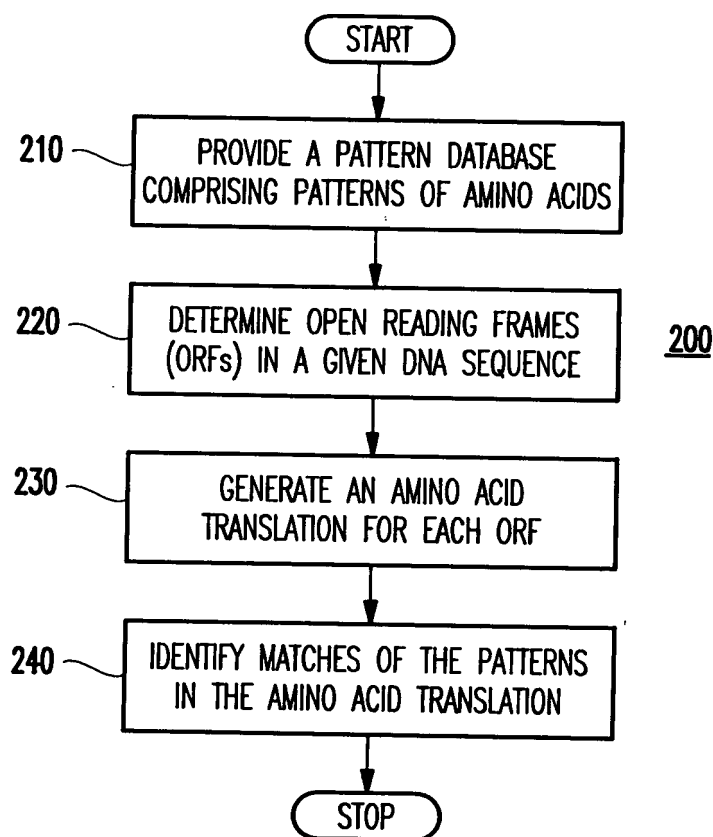 START
210
PROVIDE A PATTERN DATABASE
COMPRISING PATTERNS OF AMINO ACIDS
220
DETERMINE OPEN READING FRAMES
(ORFs) IN A GIVEN DNA SEQUENCE
200
230
GENERATE AN AMINO ACID
TRANSLATION FOR EACH ORF
240
IDENTIFY MATCHES OF THE PATTERNS
IN THE AMINO ACID TRANSLATION
STOP